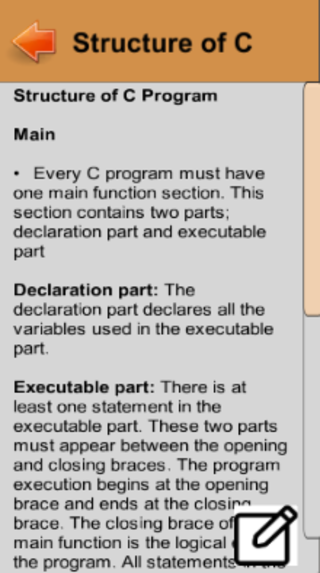 Structure of C
Structure of C Program
Main
• Every C program must have
one main function section. This
section contains two parts;
declaration part and executable
part
Declaration part: The
declaration part declares all the
variables used in the executable
part.
Executable part: There is at
least one statement in the
executable part. These two parts
must appear between the opening
and closing braces. The program
execution begins at the opening
brace and ends at the closing
brace. The closing brace of
main function is the logical
the program. All statements in the